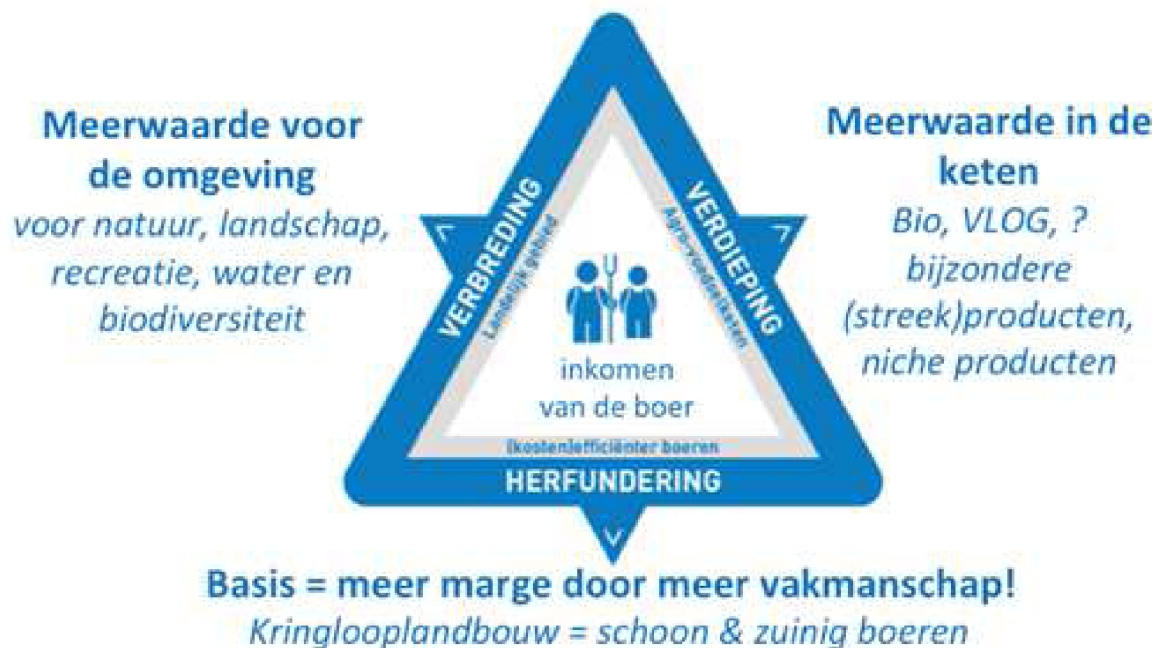 Meerwaarde voor
de omgeving
voor natuur, landschap,
recreatie, water en
biodiversiteit
VERBREDING
Landelijk gebied
VERDIEPING
Agro-voedselketen
Meerwaarde in de
keten
Bio, VLOG, ?
bijzondere
(streek)producten,
niche producten
inkomen
van de boer
(kosten)efficiënter boeren
HERFUNDERING
Basis = meer marge door meer vakmanschap!
Kringlooplandbouw = schoon & zuinig boeren